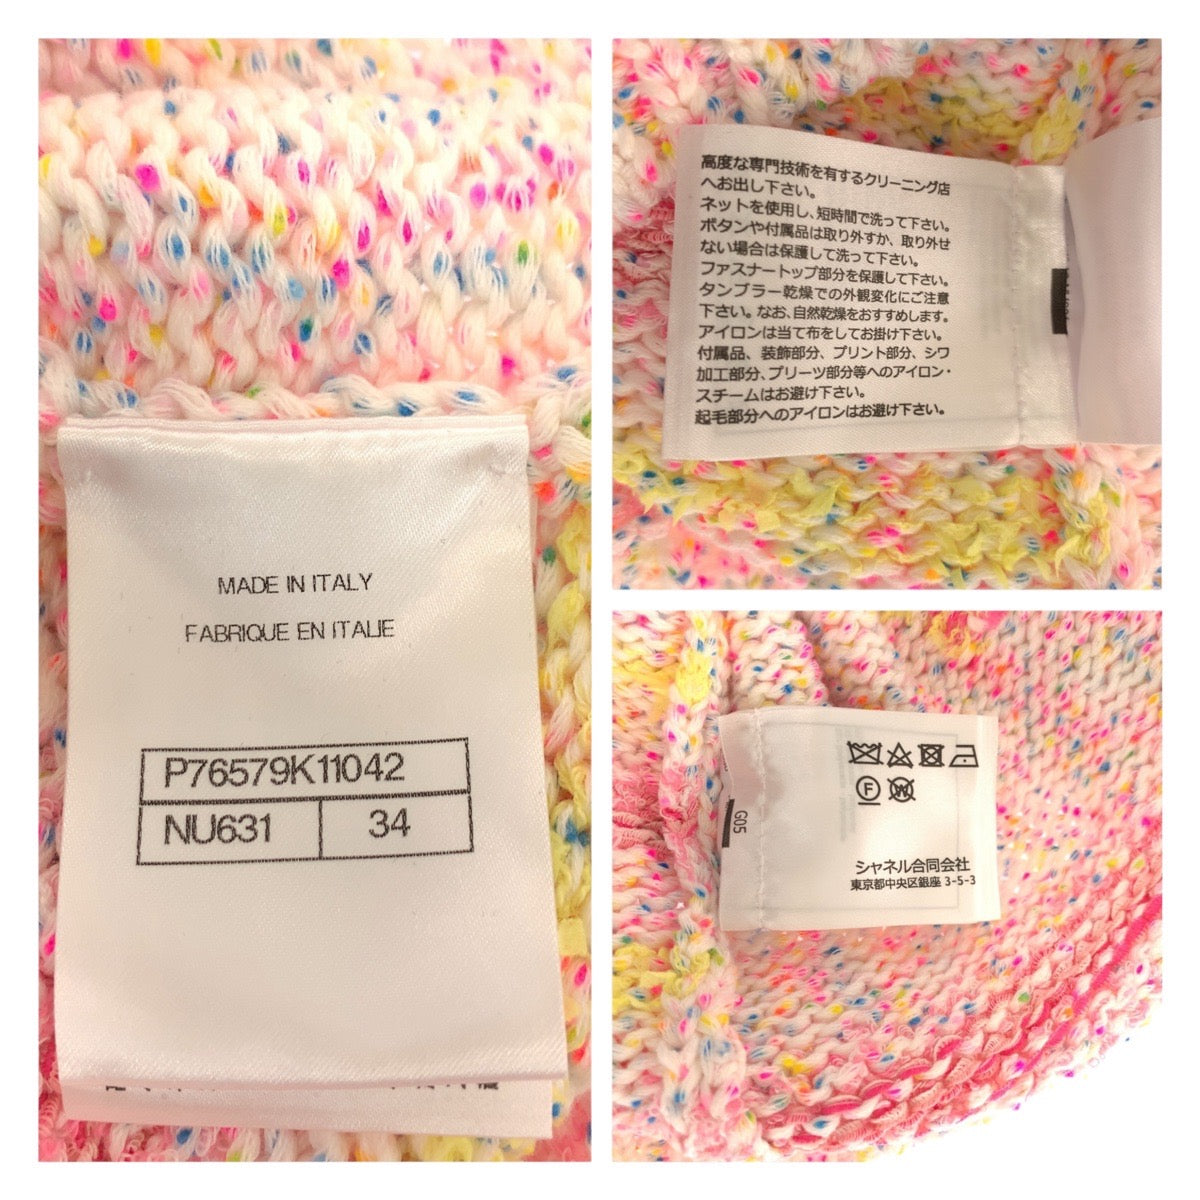 MADE IN ITALY
FABRIQUE EN ITALIE
P76579K11042
NU631
34
高度な専門技術を有するクリーニング店
へお出し下さい。
ネットを使用し、短時間で洗って下さい。
ボタンや付属品は取り外すか、取り外せ
ない場合は保護して洗って下さい。
ファスナートップ部分を保護して下さい。
タンブラー乾燥での外観変化にご注意
下さい。なお、自然乾燥をおすすめします。
アイロンは当て布をしてお掛け下さい。
付属品、装飾部分、プリント部分、シワ
加工部分、プリーツ部分等へのアイロン・
スチームはお避け下さい。
起毛部分へのアイロンはお避け下さい。
G05
F
W
シャネル合同会社
東京都中央区銀座 3-5-3